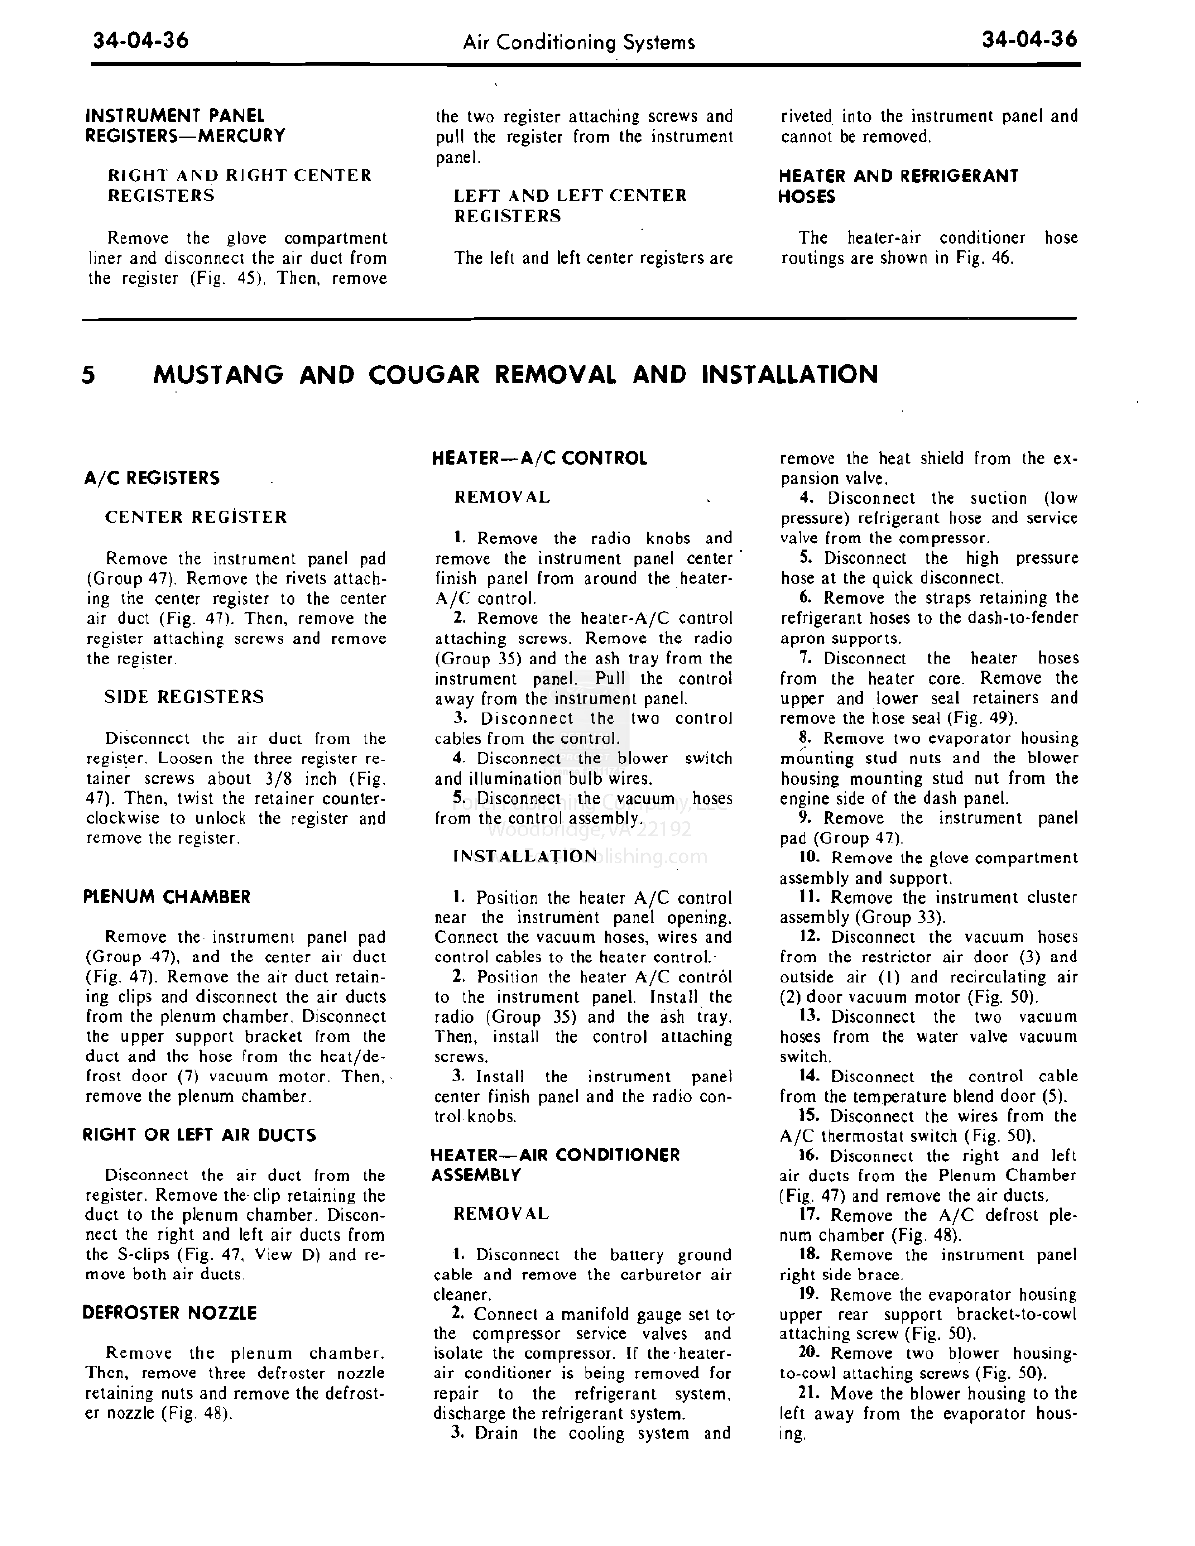 34-04-36
Air Conditioning Systems
34-04-36
INSTRUMENT PANEL
REGISTERS—MERCURY
RIGHT AND RIGHT CENTER
REGISTERS
Remove the glove compartment
liner and disconnect the air duct from
the register (Fig. 45). Then, remove
the two register attaching screws and
pull the register from the instrument
panel.
LEFT AND LEFT CENTER
REGISTERS
The left and left center registers are
riveted into the instrument panel and
cannot be removed.
HEATER AND REFRIGERANT
HOSES
The heater-air conditioner hose
routings are shown in Fig. 46.
5 MUSTANG AND COUGAR REMOVAL AND INSTALLATION
A/C REGISTERS
CENTER REGISTER
Remove the instrument panel pad
(Group 47). Remove the rivets attach-
ing the center register to the center
air duct (Fig. 47). Then, remove the
register attaching screws and remove
the register.
SIDE REGISTERS
Disconnect the air duct from the
register. Loosen the three register re-
tainer screws about 3/8 inch (Fig.
47). Then, twist the retainer counter-
clockwise to unlock the register and
remove the register.
PLENUM CHAMBER
Remove the instrument panel pad
(Group 47), and the center air duct
(Fig. 47). Remove the air duct retain-
ing clips and disconnect the air ducts
from the plenum chamber. Disconnect
the upper support bracket from the
duct and the hose from the heat/de-
frost door (7) vacuum motor. Then,
remove the plenum chamber.
RIGHT OR LEFT AIR DUCTS
Disconnect the air duct from the
register. Remove the clip retaining the
duct to the plenum chamber. Discon-
nect the right and left air ducts from
the S-clips (Fig. 47, View D) and re-
move both air ducts.
DEFROSTER NOZZLE
Remove the plenum chamber.
Then, remove three defroster nozzle
retaining nuts and remove the defrost-
er nozzle (Fig. 48).
HEATER—A/C CONTROL
REMOVAL
1. Remove the radio knobs and
remove the instrument panel center
finish panel from around the heater-
A/C control.
2. Remove the heater-A/C control
attaching screws. Remove the radio
(Group 35) and the ash tray from the
instrument panel. Pull the control
away from the instrument panel.
3. Disconnect the two control
cables from the control.
4. Disconnect the blower switch
and illumination bulb wires.
5. Disconnect the vacuum hoses
from the control assembly.
Woodbridge, VA 22192
INSTALLATION
1. Position the heater A/C control
near the instrument panel opening.
Connect the vacuum hoses, wires and
control cables to the heater control.
2. Position the heater A/C control
to the instrument panel. Install the
radio (Group 35) and the ash tray.
Then, install the control attaching
screws.
3. Install the instrument panel
center finish panel and the radio con-
trol knobs.
HEATER—AIR CONDITIONER
ASSEMBLY
REMOVAL
1. Disconnect the battery ground
cable and remove the carburetor air
cleaner.
2. Connect a manifold gauge set to
the compressor service valves and
isolate the compressor. If the heater-
air conditioner is being removed for
repair to the refrigerant system,
discharge the refrigerant system.
3. Drain the cooling system and
remove the heat shield from the ex-
pansion valve.
4. Disconnect the suction (low
pressure) refrigerant hose and service
valve from the compressor.
5. Disconnect the high pressure
hose at the quick disconnect.
6. Remove the straps retaining the
refrigerant hoses to the dash-to-fender
apron supports.
7. Disconnect the heater hoses
from the heater core. Remove the
upper and lower seal retainers and
remove the hose seal (Fig. 49).
8. Remove two evaporator housing
mounting stud nuts and the blower
housing mounting stud nut from the
engine side of the dash panel.
9. Remove the instrument panel
pad (Group 47).
10. Remove the glove compartment
assembly and support.
11. Remove the instrument cluster
assembly (Group 33).
12. Disconnect the vacuum hoses
from the restrictor air door (3) and
outside air (1) and recirculating air
(2) door vacuum motor (Fig. 50).
13. Disconnect the two vacuum
hoses from the water valve vacuum
switch.
14. Disconnect the control cable
from the temperature blend door (5).
15. Disconnect the wires from the
A/C thermostat switch (Fig. 50).
16. Disconnect the right and left
air ducts from the Plenum Chamber
(Fig. 47) and remove the air ducts.
17. Remove the A/C defrost ple-
num chamber (Fig. 48).
18. Remove the instrument panel
right side brace.
19. Remove the evaporator housing
upper rear support bracket-to-cowl
attaching screw (Fig. 50).
20. Remove two blower housing-
to-cowl attaching screws (Fig. 50).
21. Move the blower housing to the
left away from the evaporator hous-
ing.